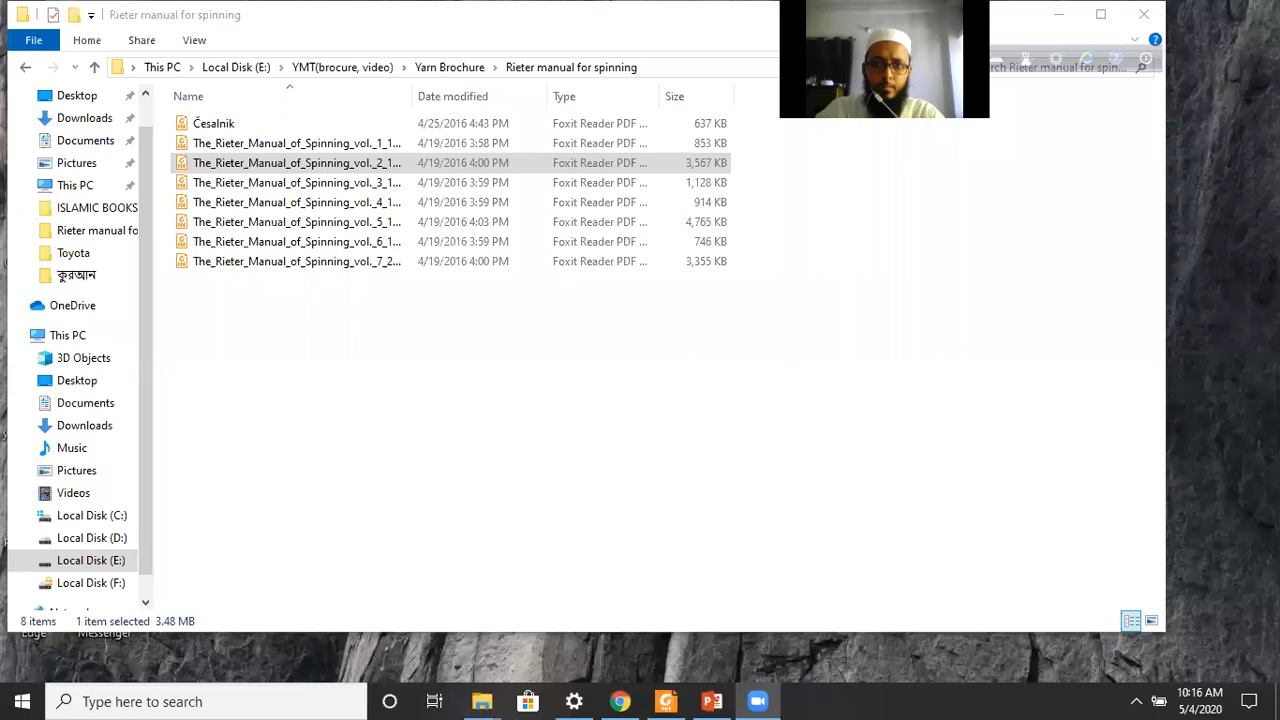 Rieter manual for spinning
File Home Share View
This PC Local Disk (E:) YMT(brocure, video) Yarn Brochure Rieter manual for spinning
rch Rieter manual for spin...
Name Date modified Type Size
Desktop
Downloads
Documents
Pictures
This PC
ISLAMIC BOOKS
Rieter manual fo
Toyota
কুরআন
OneDrive
This PC
3D Objects
Desktop
Documents
Downloads
Music
Pictures
Videos
Local Disk (C:)
Local Disk (D:)
Local Disk (E:)
Local Disk (F:)
Česalnik 4/25/2016 4:43 PM Foxit Reader PDF ... 637 KB
The_Rieter_Manual_of_Spinning_vol._1_1... 4/19/2016 3:58 PM Foxit Reader PDF ... 853 KB
The_Rieter_Manual_of_Spinning_vol._2_1... 4/19/2016 4:00 PM Foxit Reader PDF ... 3,567 KB
The_Rieter_Manual_of_Spinning_vol._3_1... 4/19/2016 3:59 PM Foxit Reader PDF ... 1,128 KB
The_Rieter_Manual_of_Spinning_vol._4_1... 4/19/2016 3:59 PM Foxit Reader PDF ... 914 KB
The_Rieter_Manual_of_Spinning_vol._5_1... 4/19/2016 4:03 PM Foxit Reader PDF ... 4,765 KB
The_Rieter_Manual_of_Spinning_vol._6_1... 4/19/2016 3:59 PM Foxit Reader PDF ... 746 KB
The_Rieter_Manual_of_Spinning_vol._7_2... 4/19/2016 4:00 PM Foxit Reader PDF ... 3,355 KB
8 items 1 item selected 3.48 MB
Edge Messenger
Type here to search
10:16 AM
5/4/2020